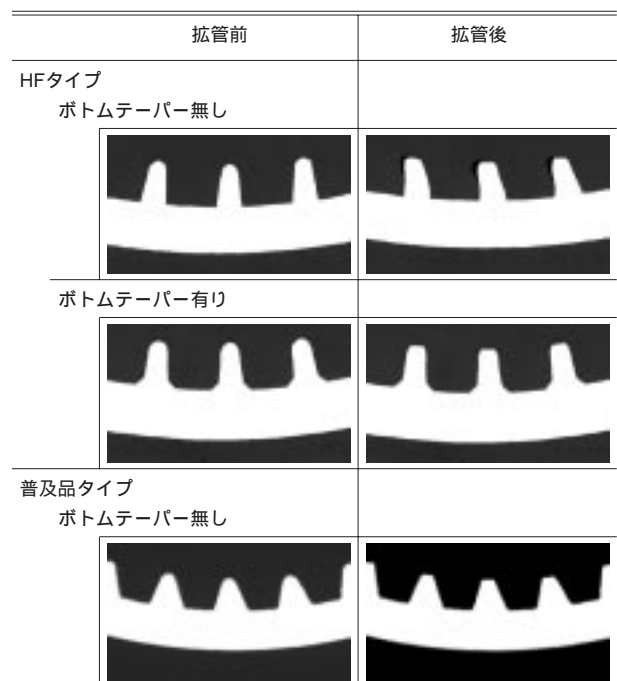 拡管前 拡管後
HFタイプ
ボトムテーパー無し
ボトムテーパー有り
普及品タイプ
ボトムテーパー無し